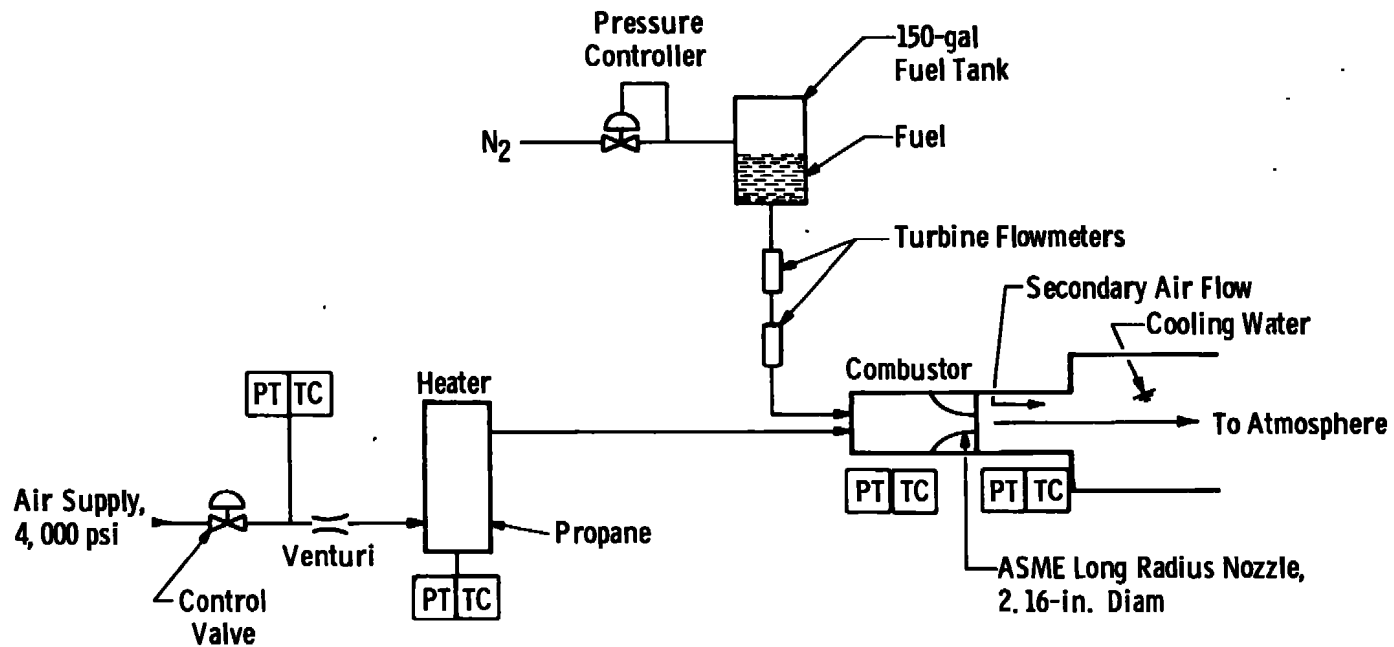 Pressure
Controller
150-gal
Fuel Tank
N2
Fuel
Turbine Flowmeters
Secondary Air Flow
Cooling Water
PT TC
Heater
Combustor
To Atmosphere
Air Supply,
4,000 psi
Venturi
Propane
PT TC
PT TC
PT TC
Control
Valve
ASME Long Radius Nozzle,
2.16-in. Diam